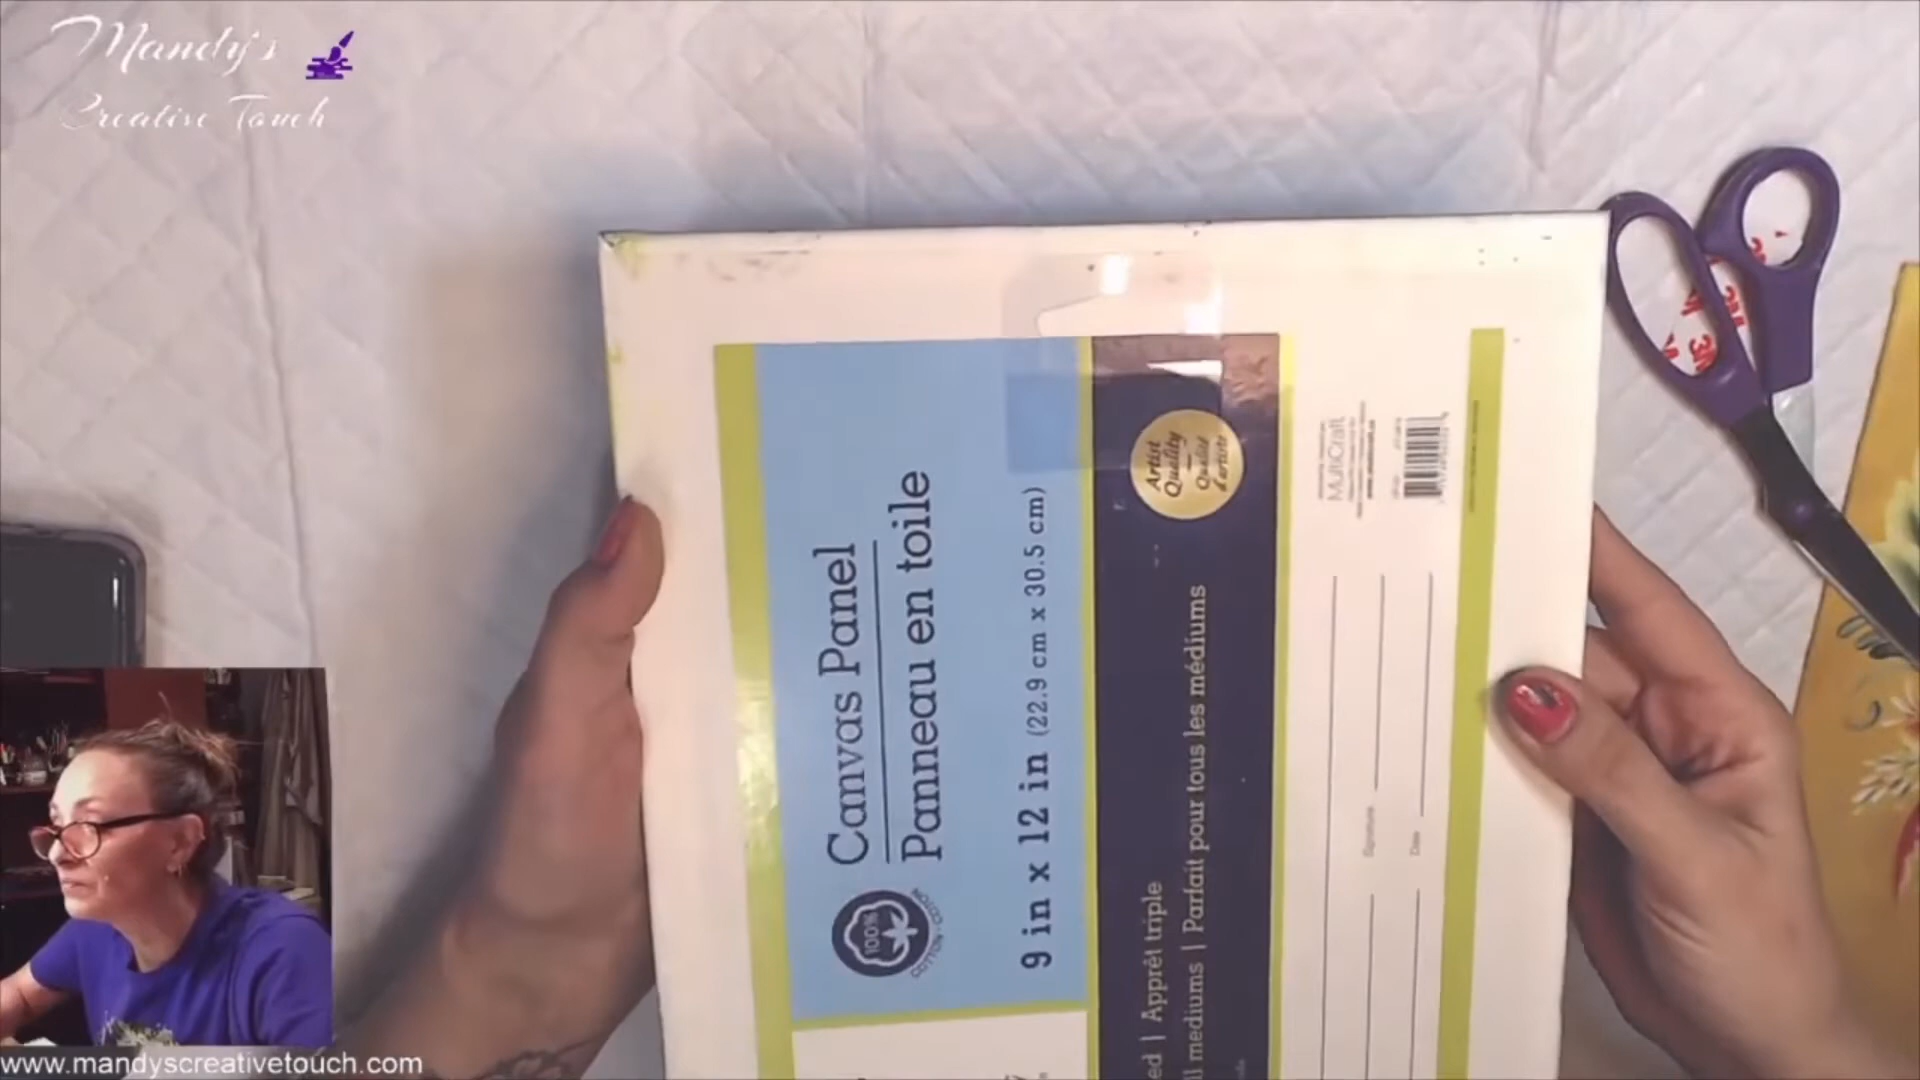 Mandy's
Creative Touch
Canvas Panel
Panneau en toile
9 in x 12 in (22.9 cm x 30.5 cm)
100%
Artist
Quality
Qualité
d'artiste
ed | Apprêt triple
ll mediums | Parfait pour tous les médiums
MultiCraft
Signature
Date
3M
www.mandyscreativetouch.com